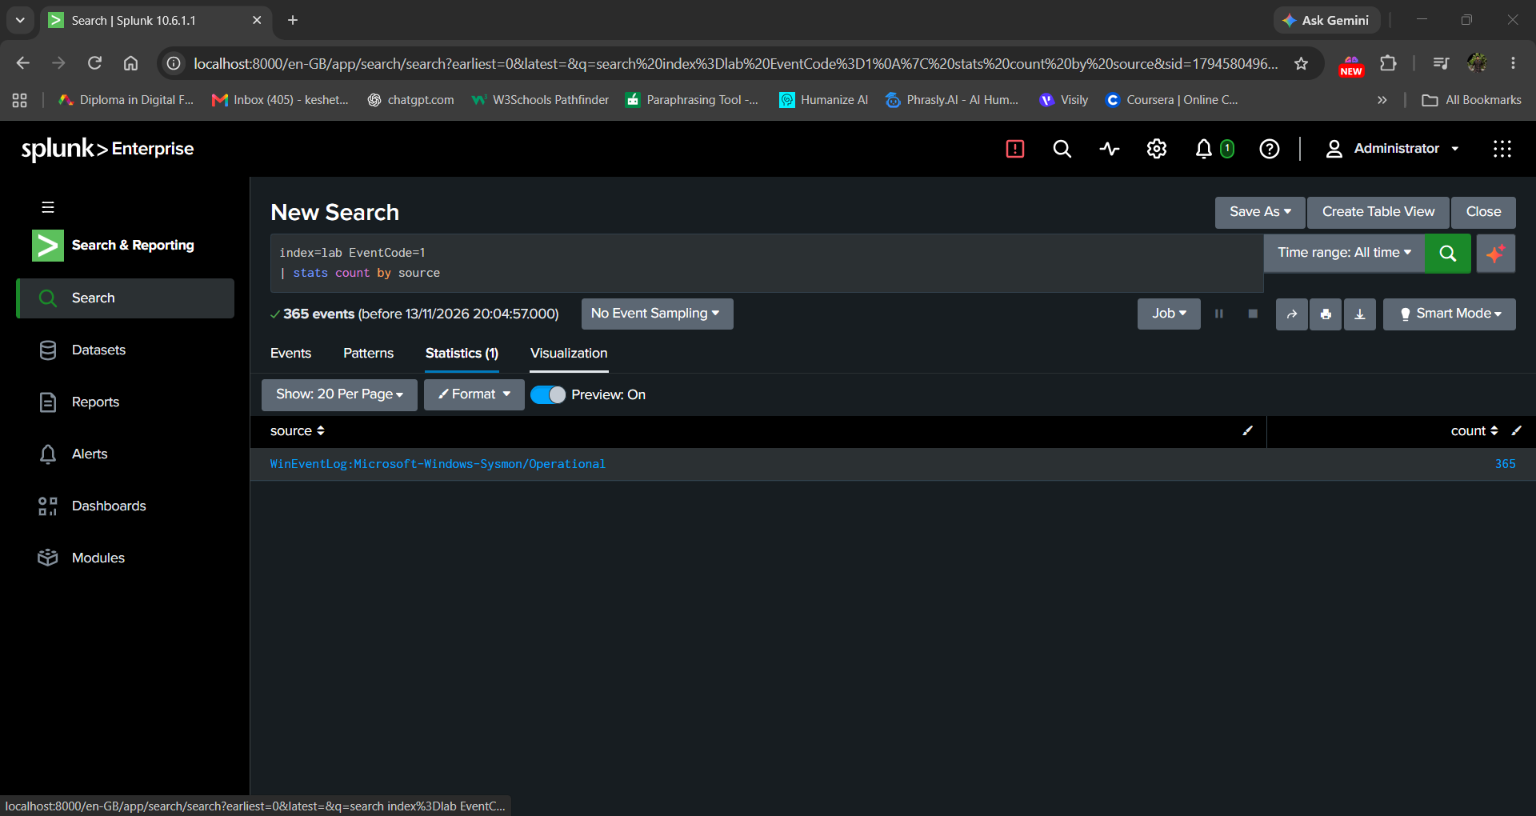 Search | Splunk 10.6.1.1
Ask Gemini
localhost:8000/en-GB/app/search/search?earliest=0&latest=&q=search%20index%3Dlab%20EventCode%3D1%0A%7C%20stats%20count%20by%20source&sid=1794580496...
NEW
Diploma in Digital F... Inbox (405) - keshet... chatgpt.com W3Schools Pathfinder Paraphrasing Tool -... Humanize AI Phrasly.AI - AI Hum... Visily Coursera | Online C... » All Bookmarks
splunk> Enterprise
1
Administrator
Search & Reporting
Search
Datasets
Reports
Alerts
Dashboards
Modules
New Search
Save As Create Table View Close
index=lab EventCode=1
| stats count by source
Time range: All time
365 events (before 13/11/2026 20:04:57.000)
No Event Sampling
Job
Smart Mode
Events Patterns Statistics (1) Visualization
Show: 20 Per Page Format Preview: On
source count
WinEventLog:Microsoft-Windows-Sysmon/Operational 365
localhost:8000/en-GB/app/search/search?earliest=0&latest=&q=search index%3Dlab EventC...